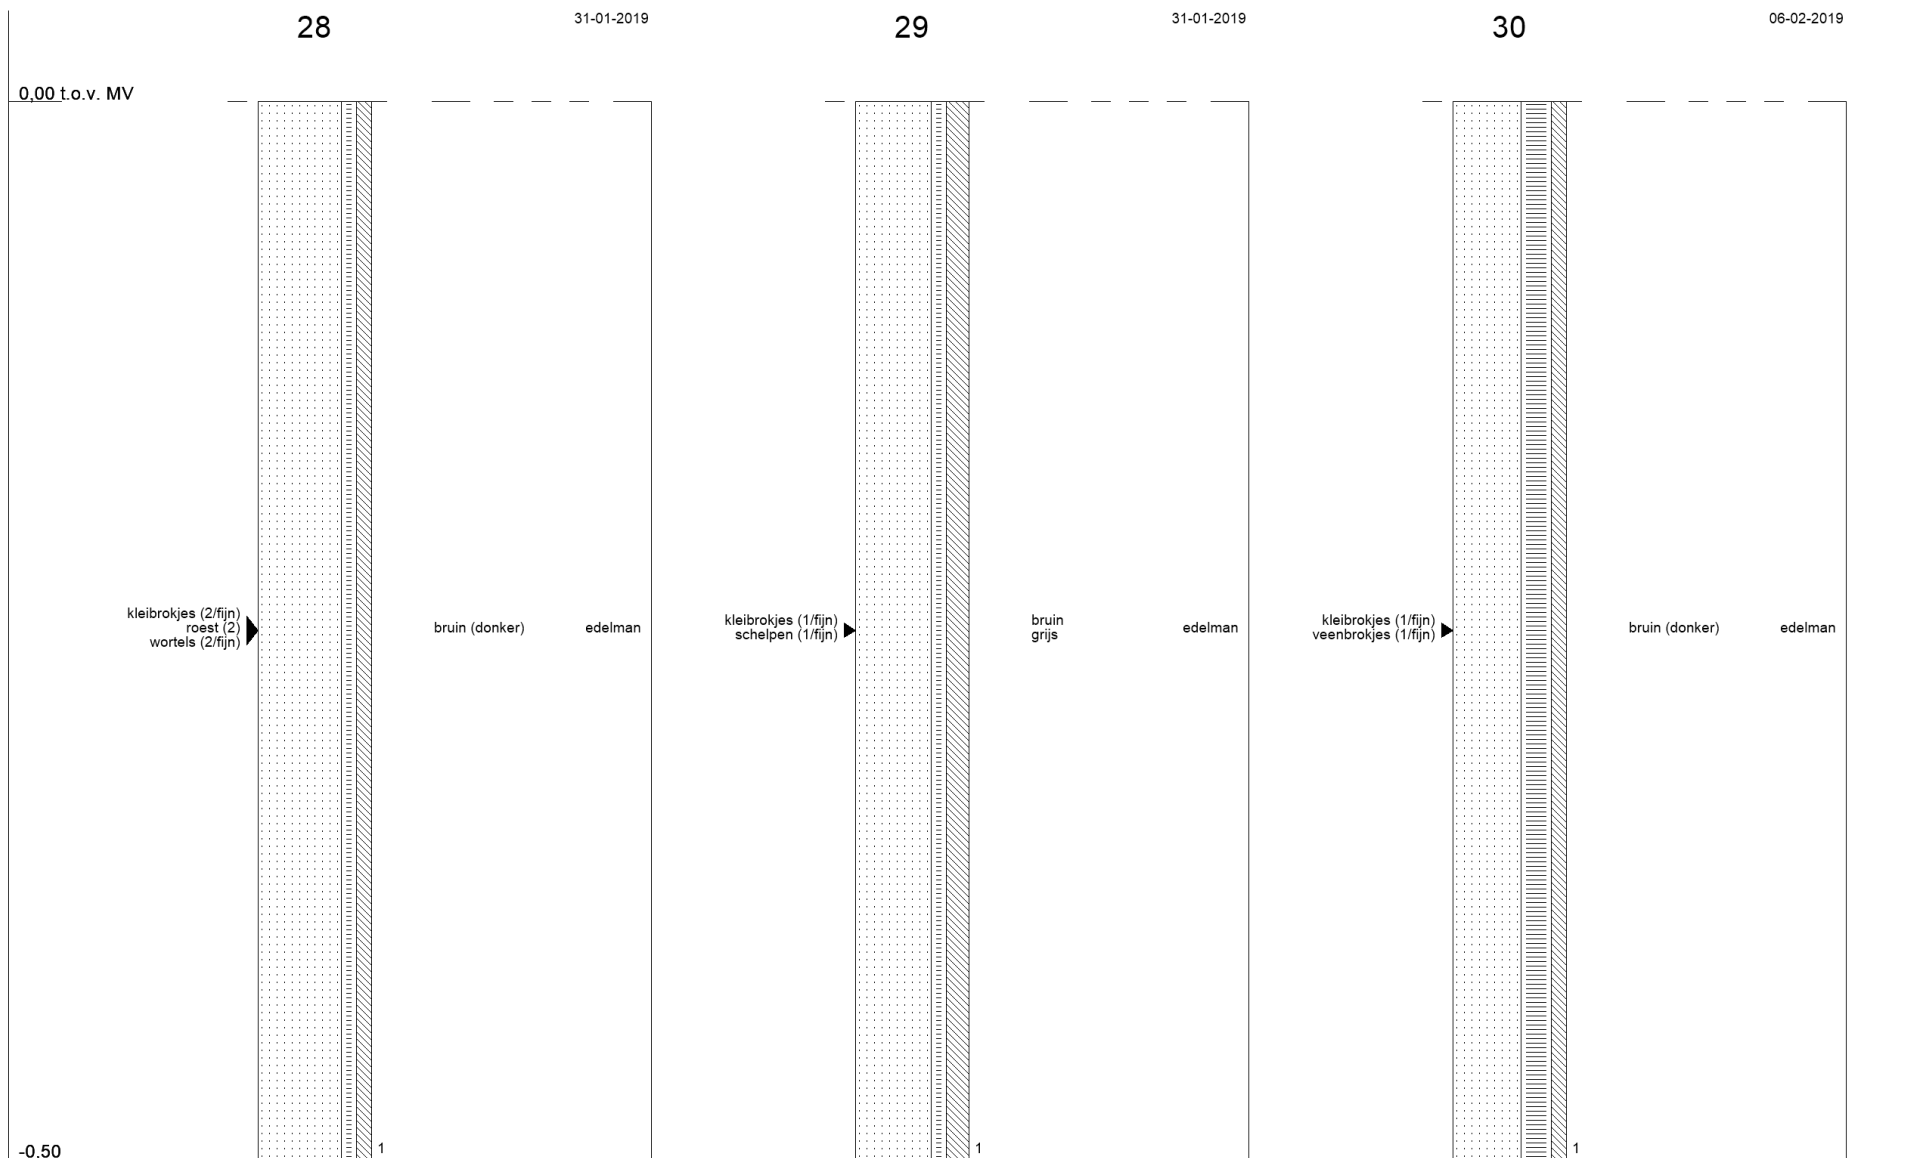 28
31-01-2019
29
31-01-2019
30
06-02-2019
0,00 t.o.v. MV
kleibrokjes (2/fijn)
roest (2)
wortels (2/fijn)
bruin (donker)
edelman
kleibrokjes (1/fijn)
schelpen (1/fijn)
bruin
grijs
edelman
kleibrokjes (1/fijn)
veenbrokjes (1/fijn)
bruin (donker)
edelman
-0,50
1
1
1